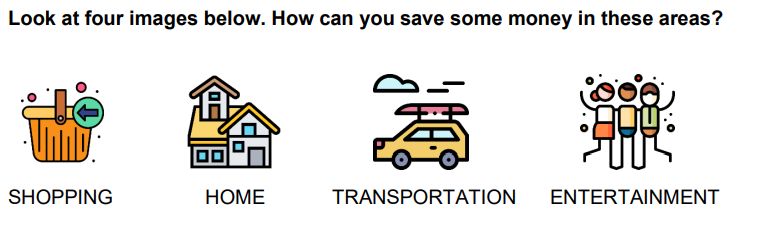 Look at four images below. How can you save some money in these areas?
SHOPPING HOME TRANSPORTATION ENTERTAINMENT